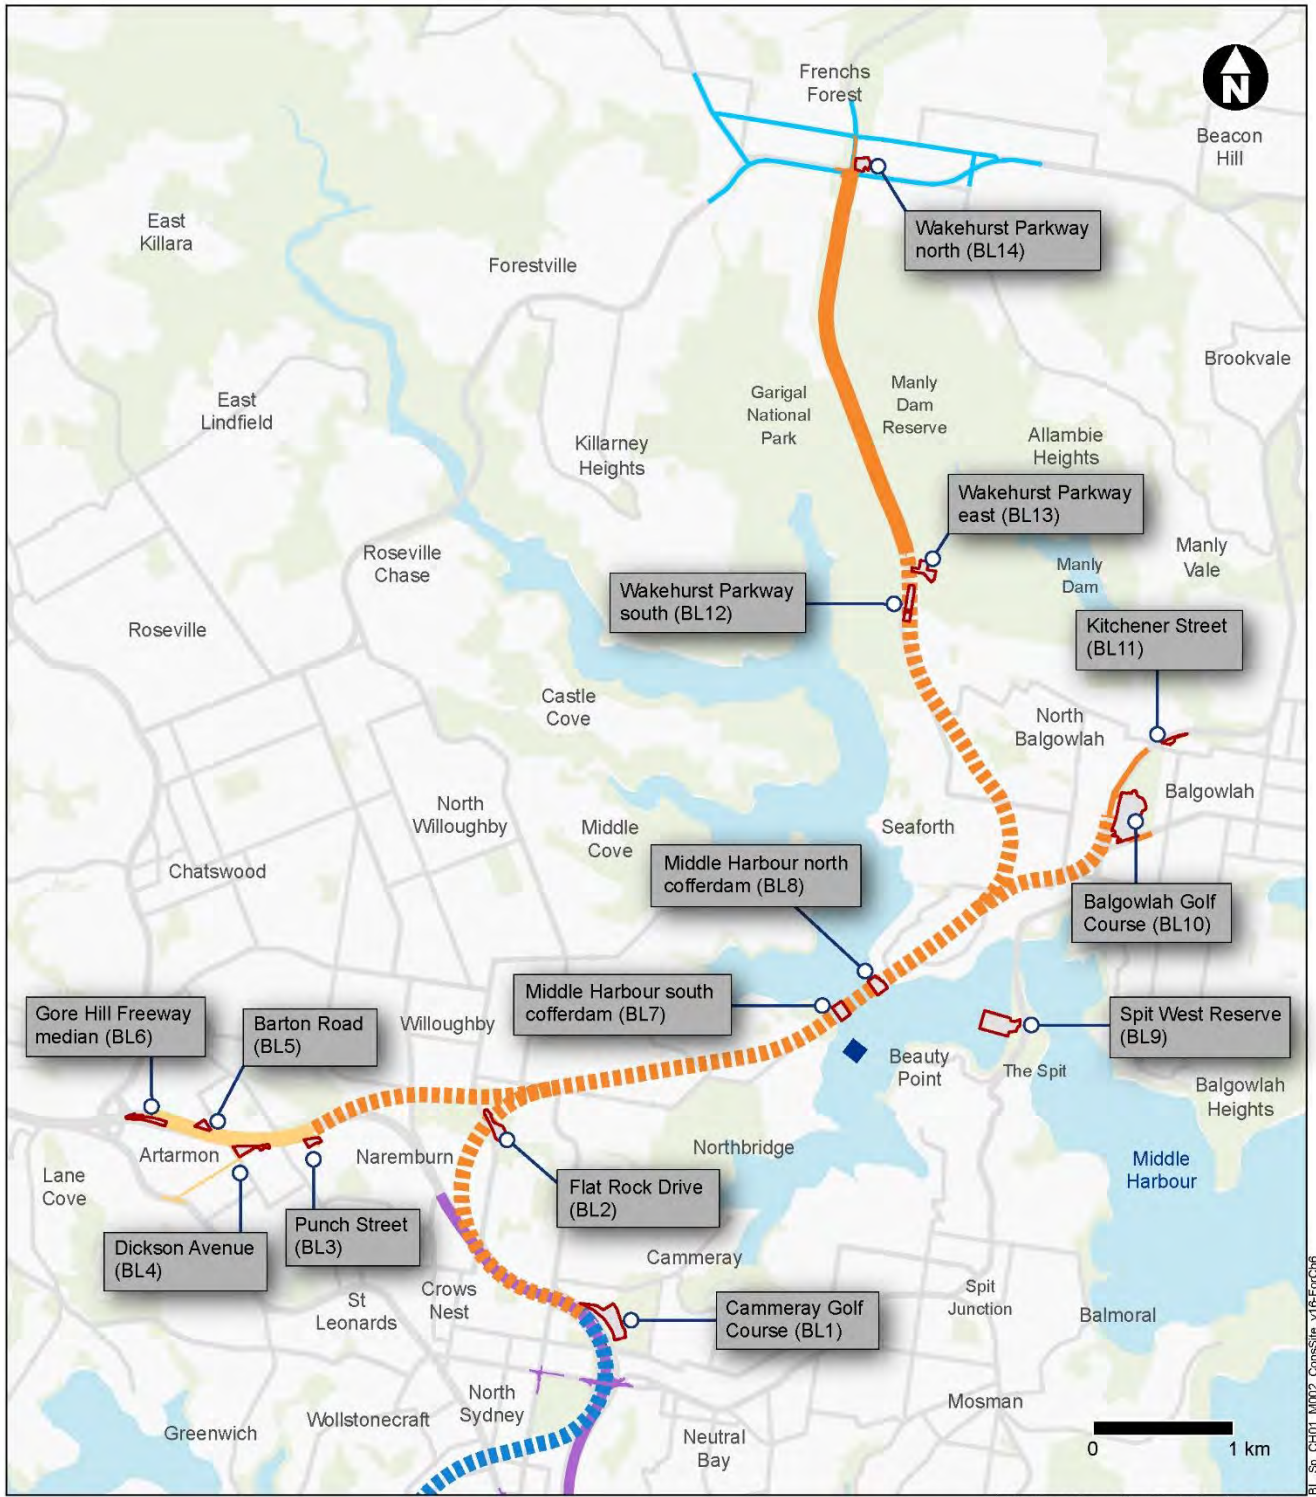 Frenchs
Forest
N
Beacon
Hill
East
Killara
Wakehurst Parkway
north (BL14)
Forestville
Brookvale
East
Lindfield
Garigal
National
Park
Manly
Dam
Reserve
Killarney
Heights
Allambie
Heights
Wakehurst Parkway
east (BL13)
Roseville
Chase
Manly
Vale
Manly
Dam
Wakehurst Parkway
south (BL12)
Roseville
Kitchener Street
(BL11)
Castle
Cove
North
Balgowlah
Balgowlah
North
Willoughby
Middle
Cove
Seaforth
Chatswood
Middle Harbour north
cofferdam (BL8)
Balgowlah Golf
Course (BL10)
Middle Harbour south
cofferdam (BL7)
Gore Hill Freeway
median (BL6)
Barton Road
(BL5)
Willoughby
Spit West Reserve
(BL9)
Beauty
Point
The Spit
Balgowlah
Heights
Artarmon
Naremburn
Northbridge
Lane
Cove
Middle
Harbour
Flat Rock Drive
(BL2)
Punch Street
(BL3)
Dickson Avenue
(BL4)
Cammeray
Crows
Nest
St
Leonards
Spit
Junction
Balmoral
Cammeray Golf
Course (BL1)
North
Sydney
Mosman
Wollstonecraft
Greenwich
Neutral
Bay
0 1 km
BL_Sn_CH01_M002_ConsSite_v16-ForCh6